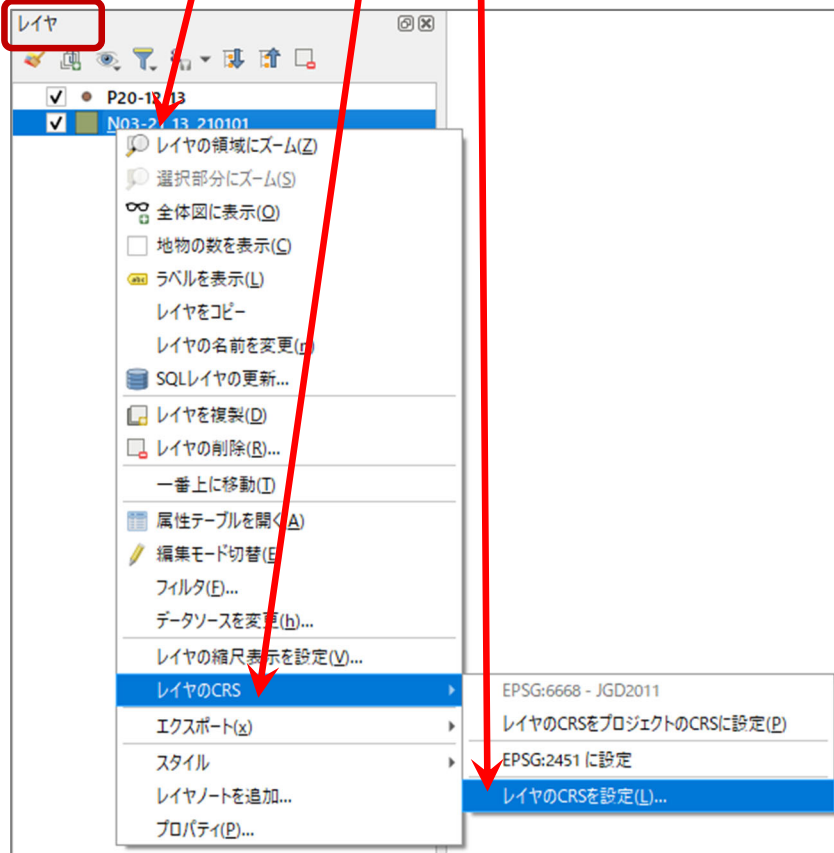 レイヤ
P20-12_13
N03-21_13_210101
レイヤの領域にズーム(Z)
選択部分にズーム(S)
全体図に表示(O)
地物の数を表示(C)
abc ラベルを表示(L)
レイヤをコピー
レイヤの名前を変更(n)
SQLレイヤの更新...
レイヤを複製(D)
レイヤの削除(R)...
一番上に移動(T)
属性テーブルを開く(A)
編集モード切替(E)
フィルタ(F)...
データソースを変更(h)...
レイヤの縮尺表示を設定(V)...
レイヤのCRS
EPSG:6668 - JGD2011
エクスポート(x)
レイヤのCRSをプロジェクトのCRSに設定(P)
スタイル
EPSG:2451 に設定
レイヤノートを追加...
レイヤのCRSを設定(L)...
プロパティ(P)...